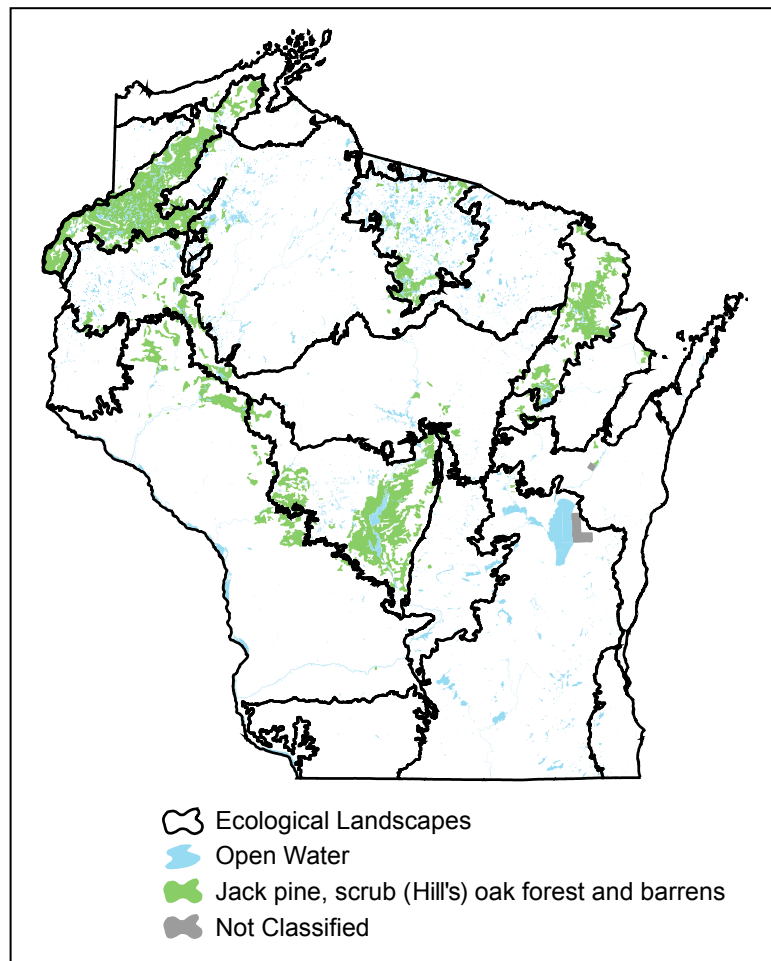 Ecological Landscapes
Open Water
Jack pine, scrub (Hill's) oak forest and barrens
Not Classified